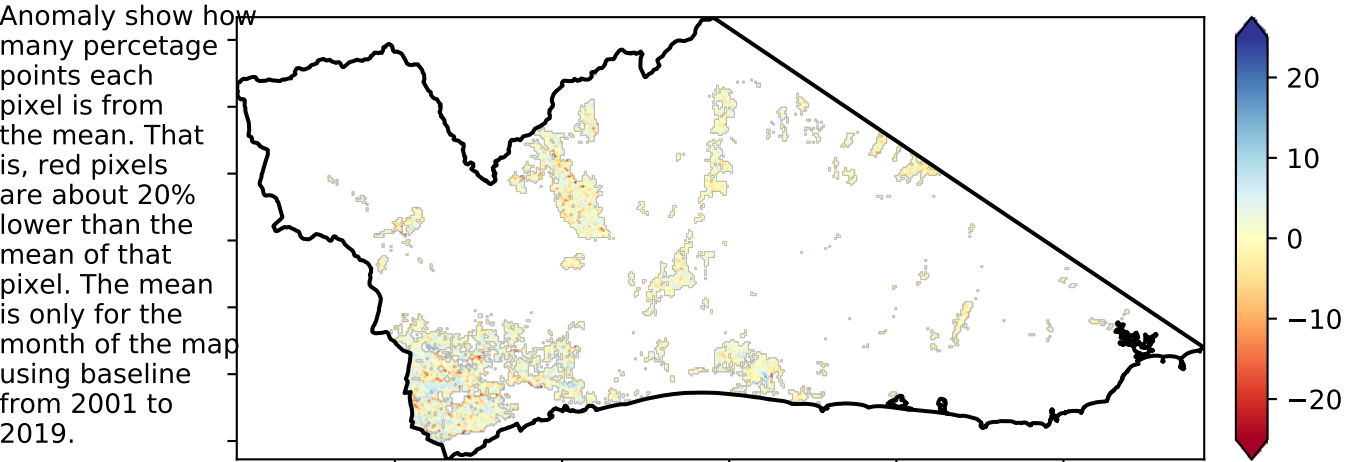 Anomaly show how
many percetage
points each
pixel is from
the mean. That
is, red pixels
are about 20%
lower than the
mean of that
pixel. The mean
is only for the
month of the map
using baseline
from 2001 to
2019.
20
10
0
−10
−20